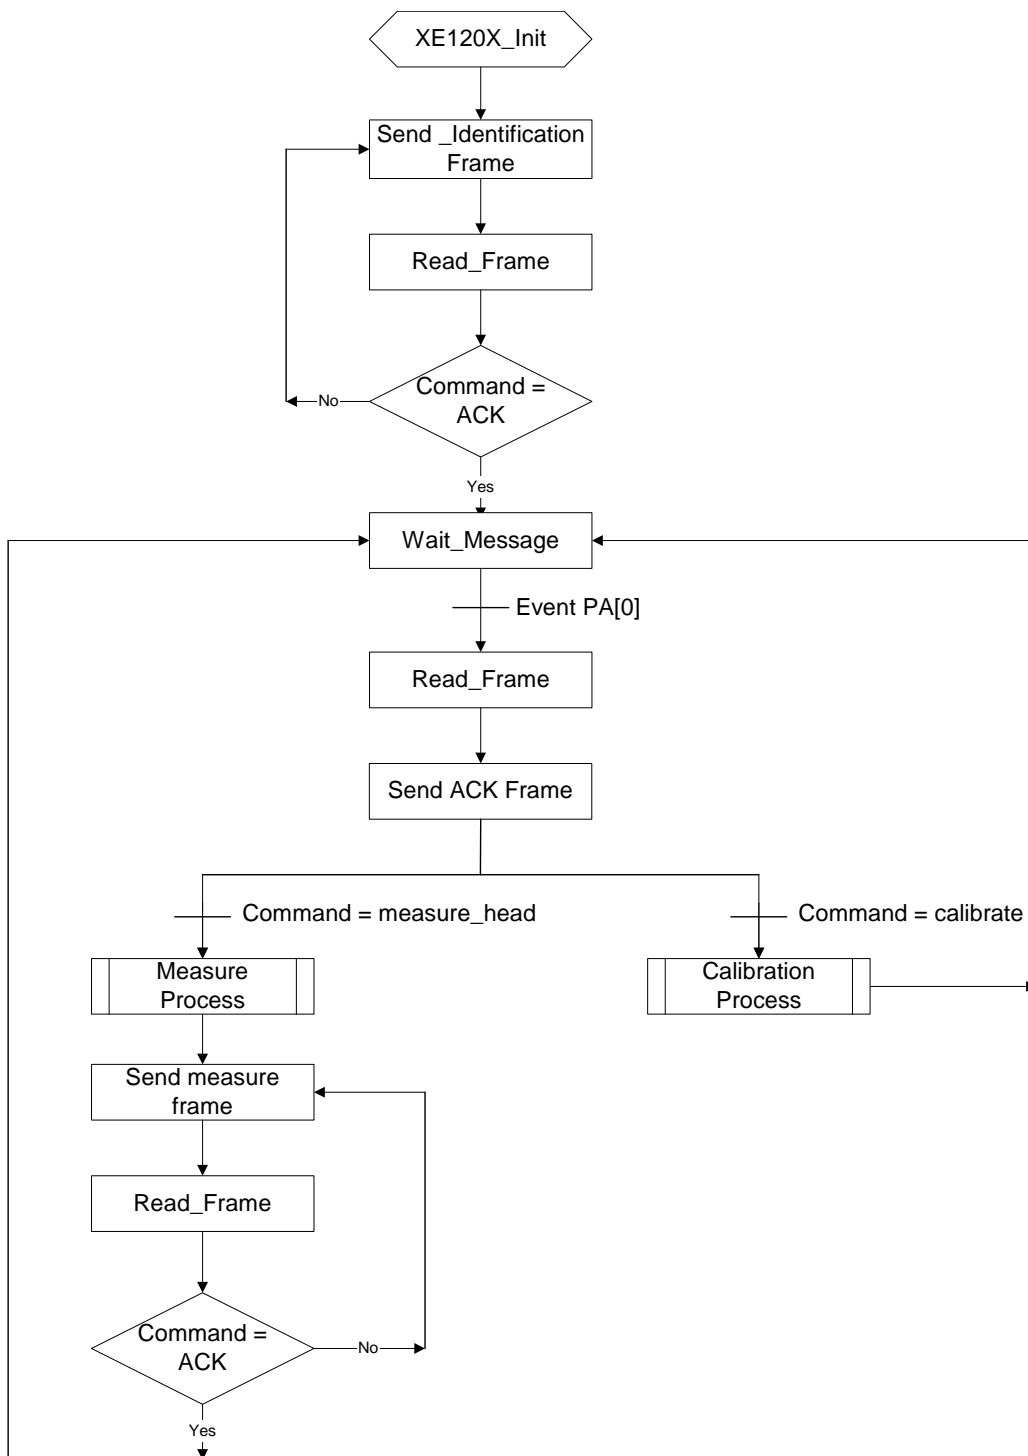 XE120X_Init
Send _Identification
Frame
Read_Frame
Command =
ACK
No
Yes
Wait_Message
Event PA[0]
Read_Frame
Send ACK Frame
Command = measure_head
Command = calibrate
Measure
Process
Calibration
Process
Send measure
frame
Read_Frame
Command =
ACK
No
Yes